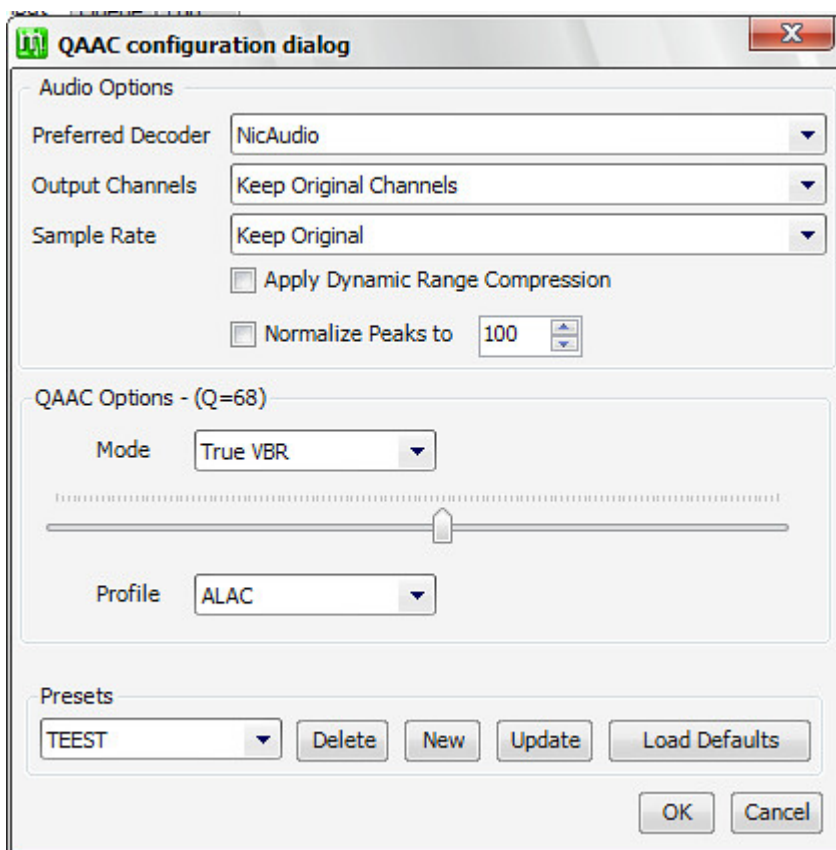 QAAC configuration dialog
Audio Options
Preferred Decoder NicAudio
Output Channels Keep Original Channels
Sample Rate Keep Original
Apply Dynamic Range Compression
Normalize Peaks to 100
QAAC Options - (Q=68)
Mode True VBR
Profile ALAC
Presets
TEEST Delete New Update Load Defaults
OK Cancel